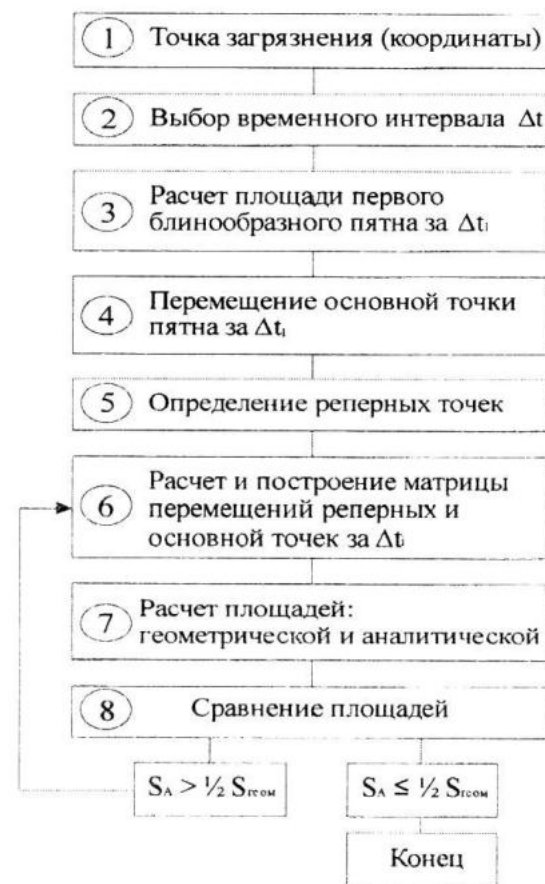 1 Точка загрязнения (координаты)
2 Выбор временного интервала Δt
3 Расчет площади первого
блинообразного пятна за Δt₁
4 Перемещение основной точки
пятна за Δtᵢ
5 Определение реперных точек
6 Расчет и построение матрицы
перемещений реперных и
основной точек за Δtᵢ
7 Расчет площадей:
геометрической и аналитической
8 Сравнение площадей
Sᴀ > ½ Sгеом
Sᴀ ≤ ½ Sгеом
Конец